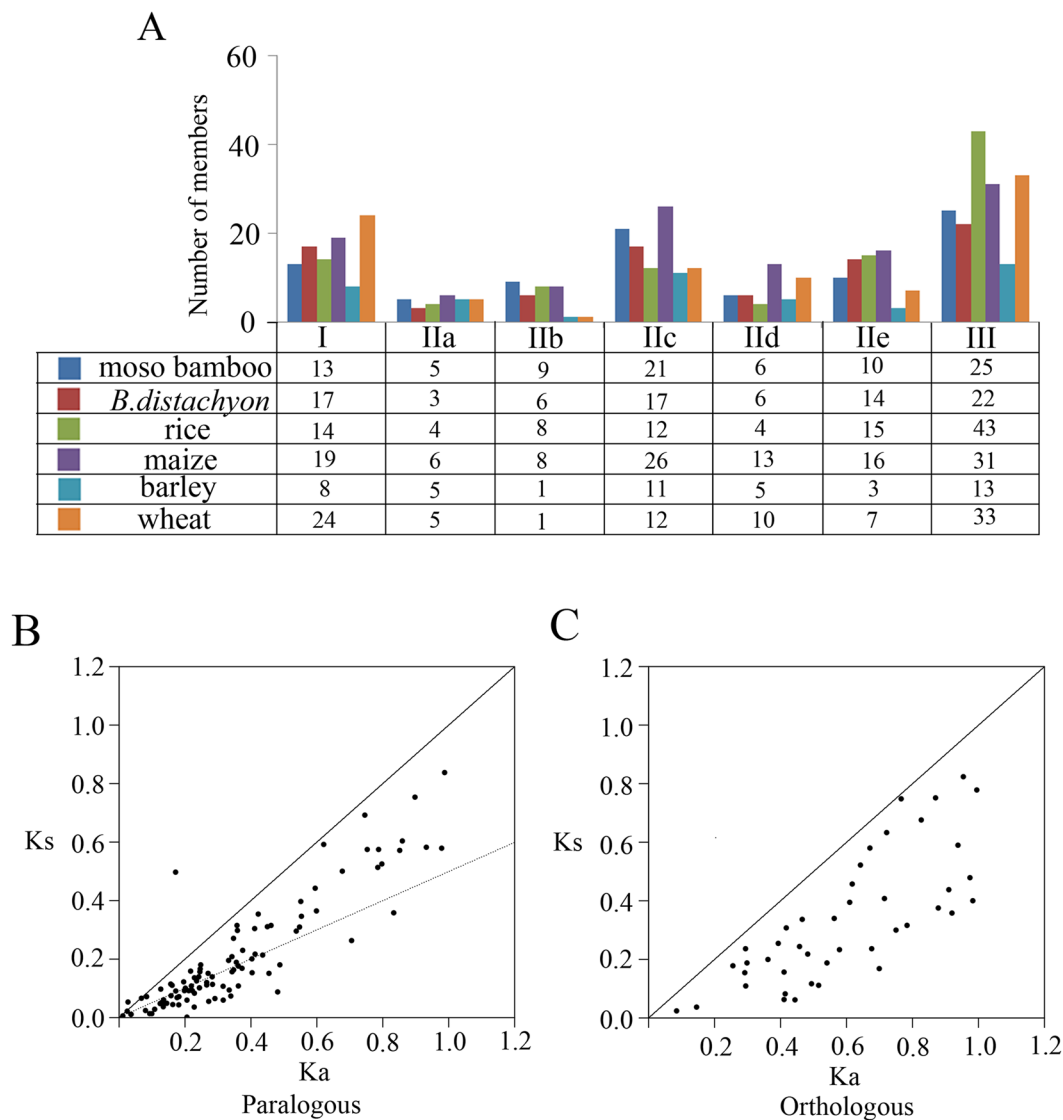 A
60
40
20
0
Number of members
I IIa IIb IIc IId IIe III
moso bamboo 13 5 9 21 6 10 25
B.distachyon 17 3 6 17 6 14 22
rice 14 4 8 12 4 15 43
maize 19 6 8 26 13 16 31
barley 8 5 1 11 5 3 13
wheat 24 5 1 12 10 7 33
B
1.2
1.0
0.8
Ks 0.6
0.4
0.2
0.0
0.2 0.4 0.6 0.8 1.0 1.2
Ka
Paralogous
C
1.2
1.0
0.8
Ks 0.6
0.4
0.2
0.0
0.2 0.4 0.6 0.8 1.0 1.2
Ka
Orthologous